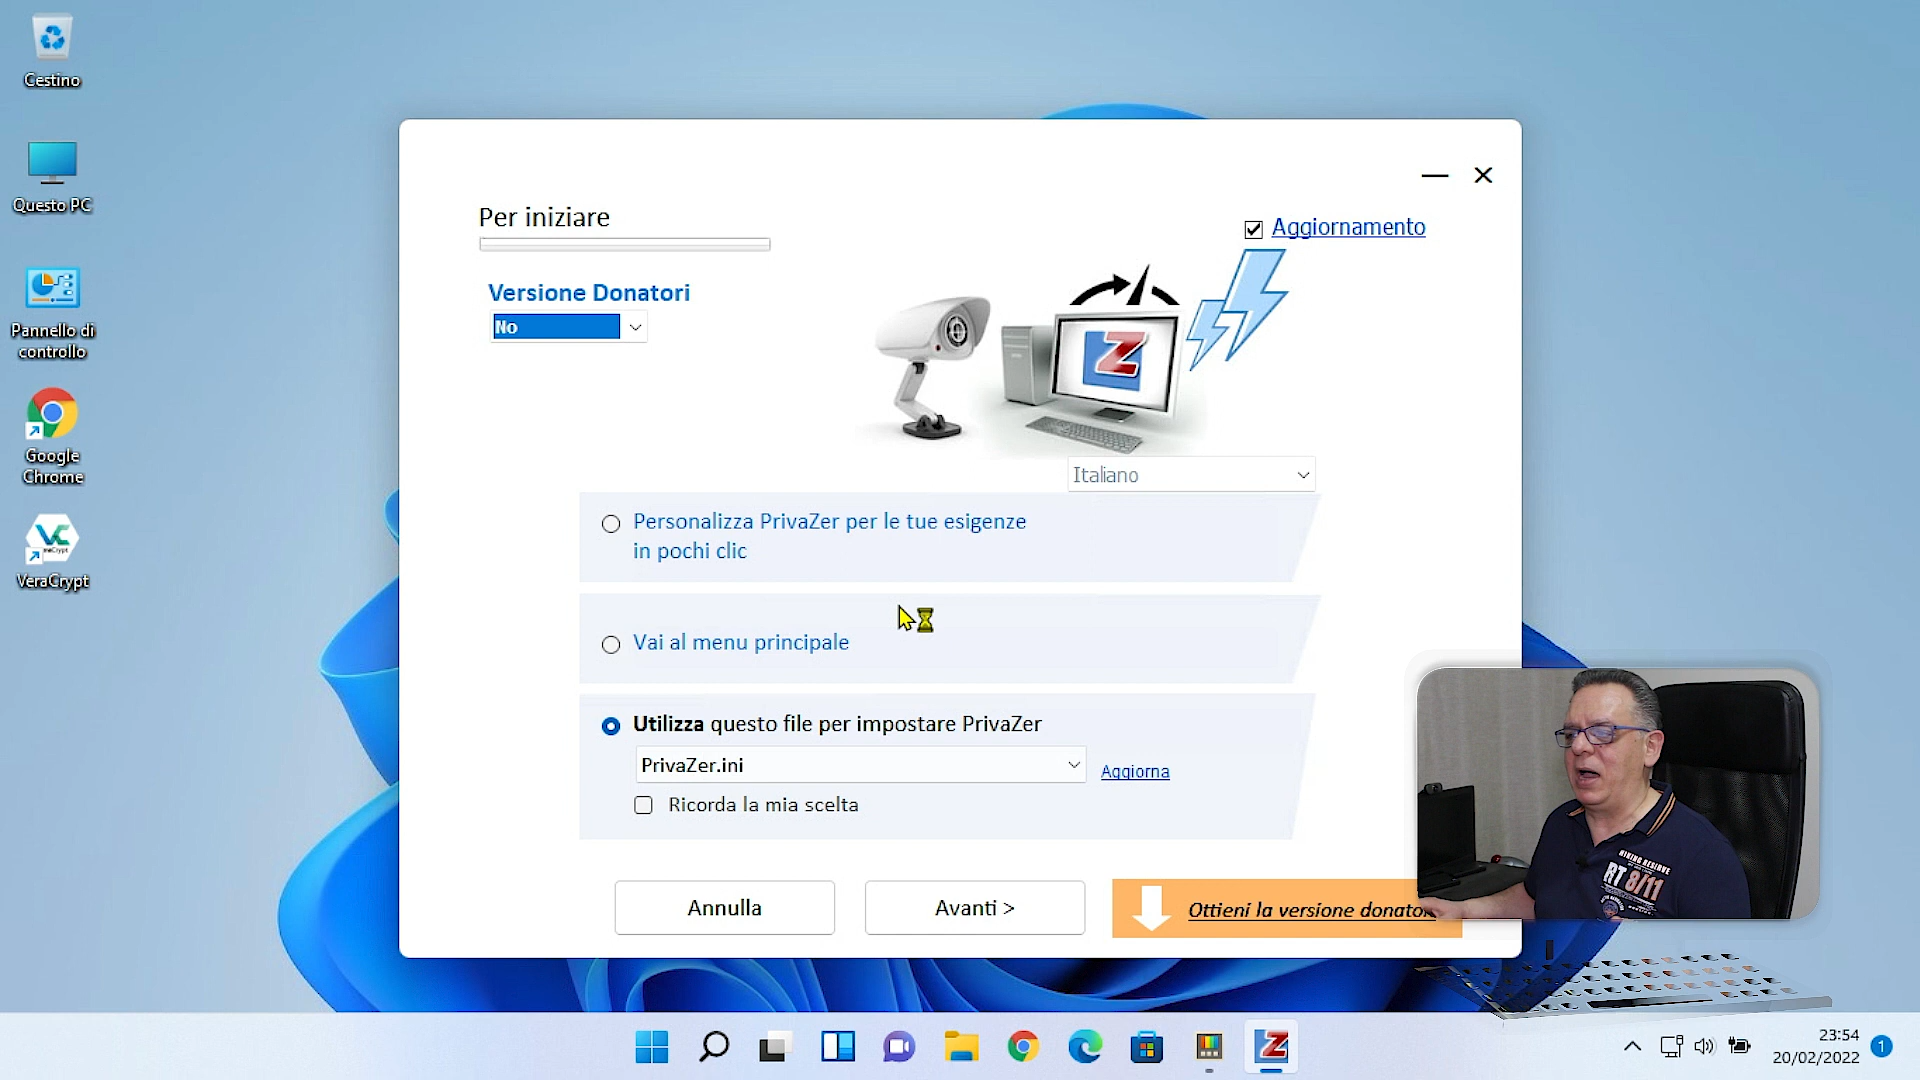 Cestino
Questo PC
Pannello di
controllo
Google
Chrome
VeraCrypt
Per iniziare
Aggiornamento
Versione Donatori
No
Z
Italiano
Personalizza PrivaZer per le tue esigenze
in pochi clic
Vai al menu principale
Utilizza questo file per impostare PrivaZer
PrivaZer.ini
Aggiorna
Ricorda la mia scelta
Annulla
Avanti >
Ottieni la versione donator
RT 8/11
Z
23:54
20/02/2022
1